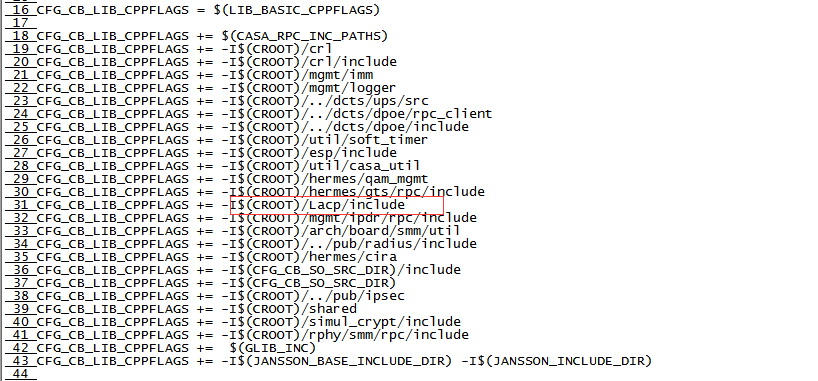 16 CFG_CB_LIB_CPPFLAGS = $(LIB_BASIC_CPPFLAGS)
17
18 CFG_CB_LIB_CPPFLAGS += $(CASA_RPC_INC_PATHS)
19 CFG_CB_LIB_CPPFLAGS += -I$(CROOT)/crl
20 CFG_CB_LIB_CPPFLAGS += -I$(CROOT)/crl/include
21 CFG_CB_LIB_CPPFLAGS += -I$(CROOT)/mgmt/imm
22 CFG_CB_LIB_CPPFLAGS += -I$(CROOT)/mgmt/logger
23 CFG_CB_LIB_CPPFLAGS += -I$(CROOT)/../dcts/ups/src
24 CFG_CB_LIB_CPPFLAGS += -I$(CROOT)/../dcts/dpoe/rpc_client
25 CFG_CB_LIB_CPPFLAGS += -I$(CROOT)/../dcts/dpoe/include
26 CFG_CB_LIB_CPPFLAGS += -I$(CROOT)/util/soft_timer
27 CFG_CB_LIB_CPPFLAGS += -I$(CROOT)/esp/include
28 CFG_CB_LIB_CPPFLAGS += -I$(CROOT)/util/casa_util
29 CFG_CB_LIB_CPPFLAGS += -I$(CROOT)/hermes/qam_mgmt
30 CFG_CB_LIB_CPPFLAGS += -I$(CROOT)/hermes/gts/rpc/include
31 CFG_CB_LIB_CPPFLAGS += -I$(CROOT)/Lacp/include
32 CFG_CB_LIB_CPPFLAGS += -I$(CROOT)/mgmt/ipdr/rpc/include
33 CFG_CB_LIB_CPPFLAGS += -I$(CROOT)/arch/board/smm/util
34 CFG_CB_LIB_CPPFLAGS += -I$(CROOT)/../pub/radius/include
35 CFG_CB_LIB_CPPFLAGS += -I$(CROOT)/hermes/cira
36 CFG_CB_LIB_CPPFLAGS += -I$(CFG_CB_SO_SRC_DIR)/include
37 CFG_CB_LIB_CPPFLAGS += -I$(CFG_CB_SO_SRC_DIR)
38 CFG_CB_LIB_CPPFLAGS += -I$(CROOT)/../pub/ipsec
39 CFG_CB_LIB_CPPFLAGS += -I$(CROOT)/shared
40 CFG_CB_LIB_CPPFLAGS += -I$(CROOT)/simul_crypt/include
41 CFG_CB_LIB_CPPFLAGS += -I$(CROOT)/rphy/smm/rpc/include
42 CFG_CB_LIB_CPPFLAGS +=  $(GLIB_INC)
43 CFG_CB_LIB_CPPFLAGS += -I$(JANSSON_BASE_INCLUDE_DIR) -I$(JANSSON_INCLUDE_DIR)
44